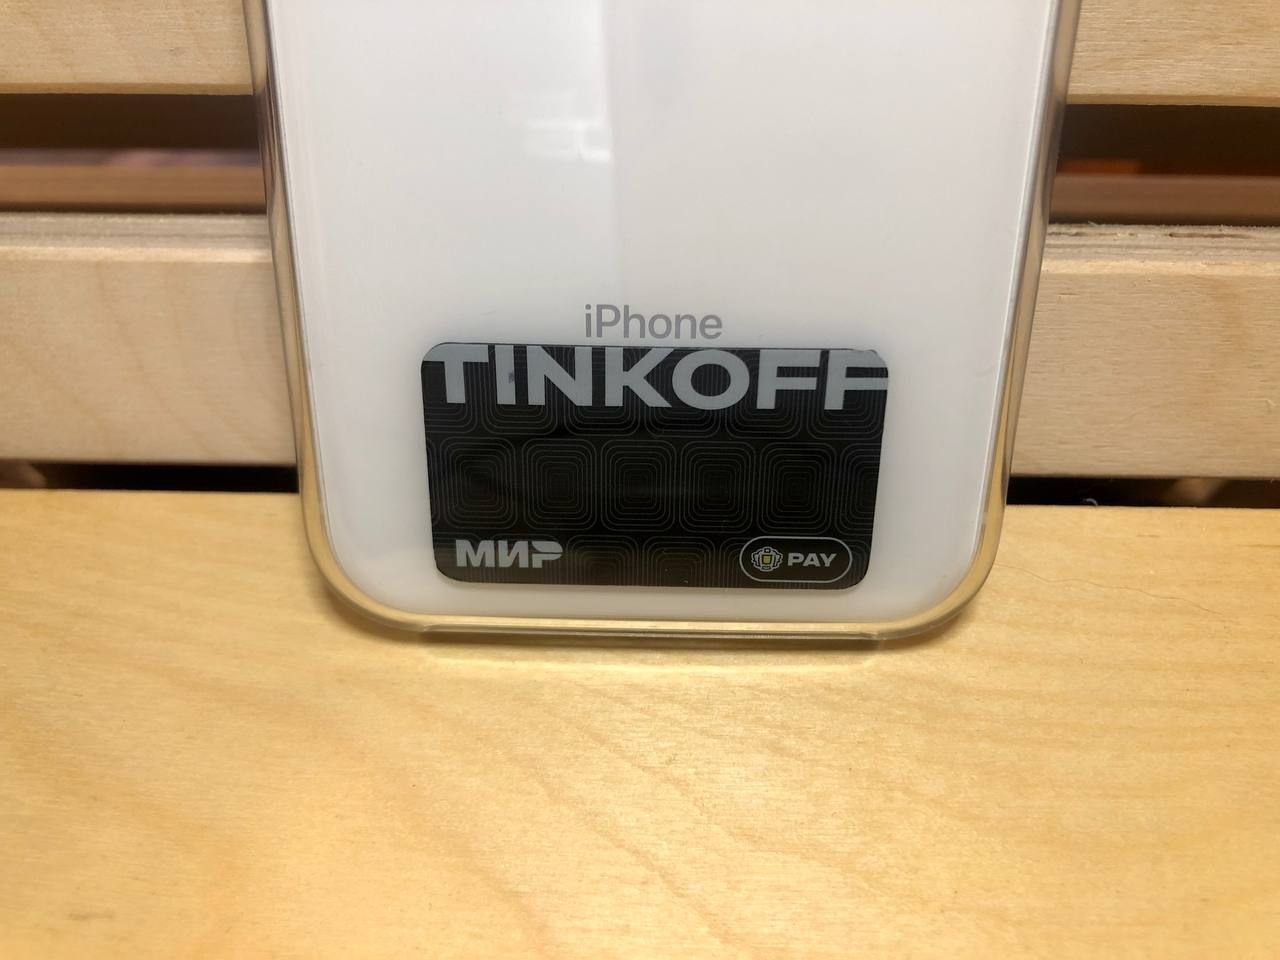 iPhone
TINKOFF
МИР
PAY